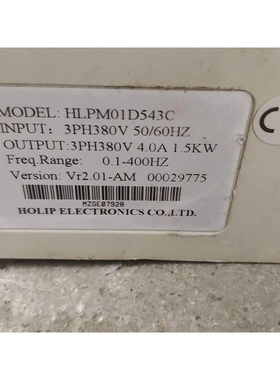 MODEL: HLPM01D543C
INPUT: 3PH380V 50/60HZ
OUTPUT:3PH380V 4.0A 1.5KW
Freq.Range: 0.1-400HZ
Version: Vr2.01-AM 00029775
MZGE07928
HOLIP ELECTRONICS CO.,LTD.